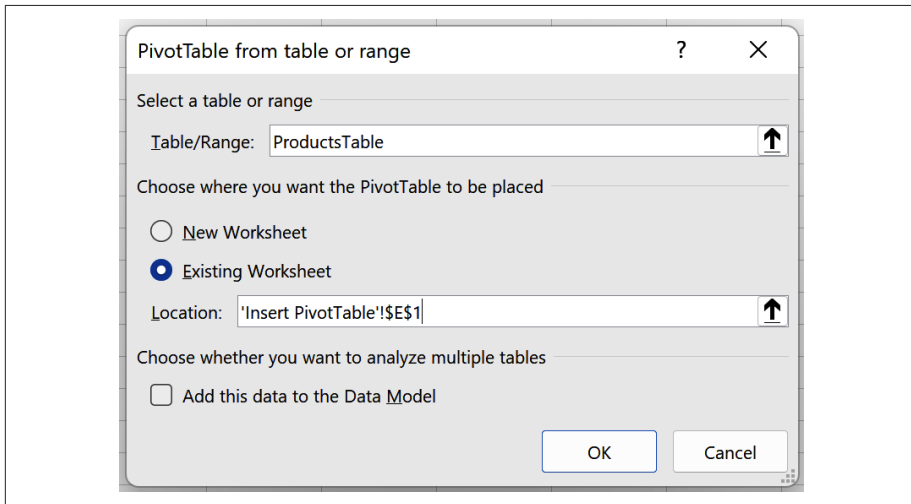 PivotTable from table or range ?
Select a table or range
Table/Range: ProductsTable
Choose where you want the PivotTable to be placed
New Worksheet
Existing Worksheet
Location: 'Insert PivotTable'!$E$1
Choose whether you want to analyze multiple tables
Add this data to the Data Model
OK Cancel